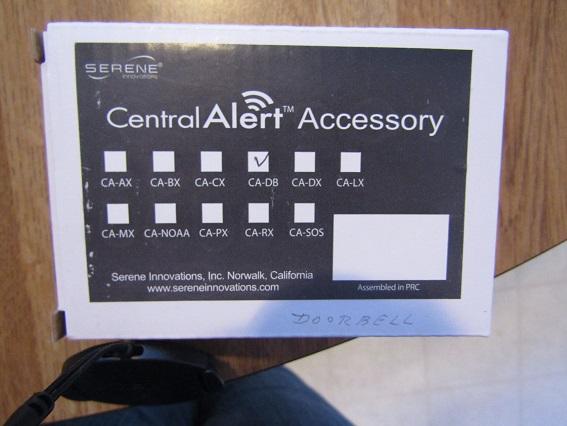 SERENE®
innovations
CentralAlert™ Accessory
CA-AX CA-BX CA-CX CA-DB CA-DX CA-LX
CA-MX CA-NOAA CA-PX CA-RX CA-SOS
Serene Innovations, Inc. Norwalk, California
www.sereneinnovations.com
Assembled in PRC
DOORBELL